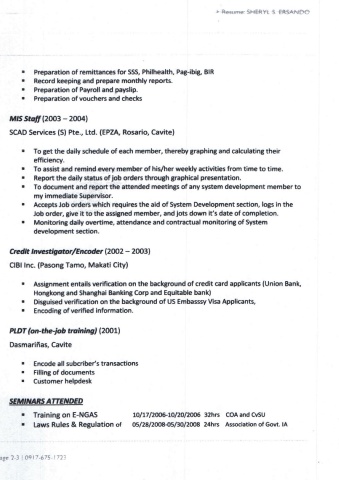 Resume: SHERYL S. ERSANDO
▪ Preparation of remittances for SSS, Philhealth, Pag-ibig, BIR
▪ Record keeping and prepare monthly reports.
▪ Preparation of Payroll and payslip.
▪ Preparation of vouchers and checks
MIS Staff (2003 – 2004)
SCAD Services (S) Pte., Ltd. (EPZA, Rosario, Cavite)
▪ To get the daily schedule of each member, thereby graphing and calculating their
efficiency.
▪ To assist and remind every member of his/her weekly activities from time to time.
▪ Report the daily status of job orders through graphical presentation.
▪ To document and report the attended meetings of any system development member to
my immediate Supervisor.
▪ Accepts Job orders which requires the aid of System Development section, logs in the
Job order, give it to the assigned member, and jots down it's date of completion.
▪ Monitoring daily overtime, attendance and contractual monitoring of System
development section.
Credit Investigator/Encoder (2002 – 2003)
CIBI Inc. (Pasong Tamo, Makati City)
▪ Assignment entails verification on the background of credit card applicants (Union Bank,
Hongkong and Shanghai Banking Corp and Equitable bank)
▪ Disguised verification on the background of US Embasssy Visa Applicants,
▪ Encoding of verified information.
PLDT (on-the-job training) (2001)
Dasmariñas, Cavite
▪ Encode all subcriber's transactions
▪ Filling of documents
▪ Customer helpdesk
SEMINARS ATTENDED
▪ Training on E-NGAS 10/17/2006-10/20/2006 32hrs COA and CvSU
▪ Laws Rules & Regulation of 05/28/2008-05/30/2008 24hrs Association of Govt. IA
age 2-3 | 0917-675-1721